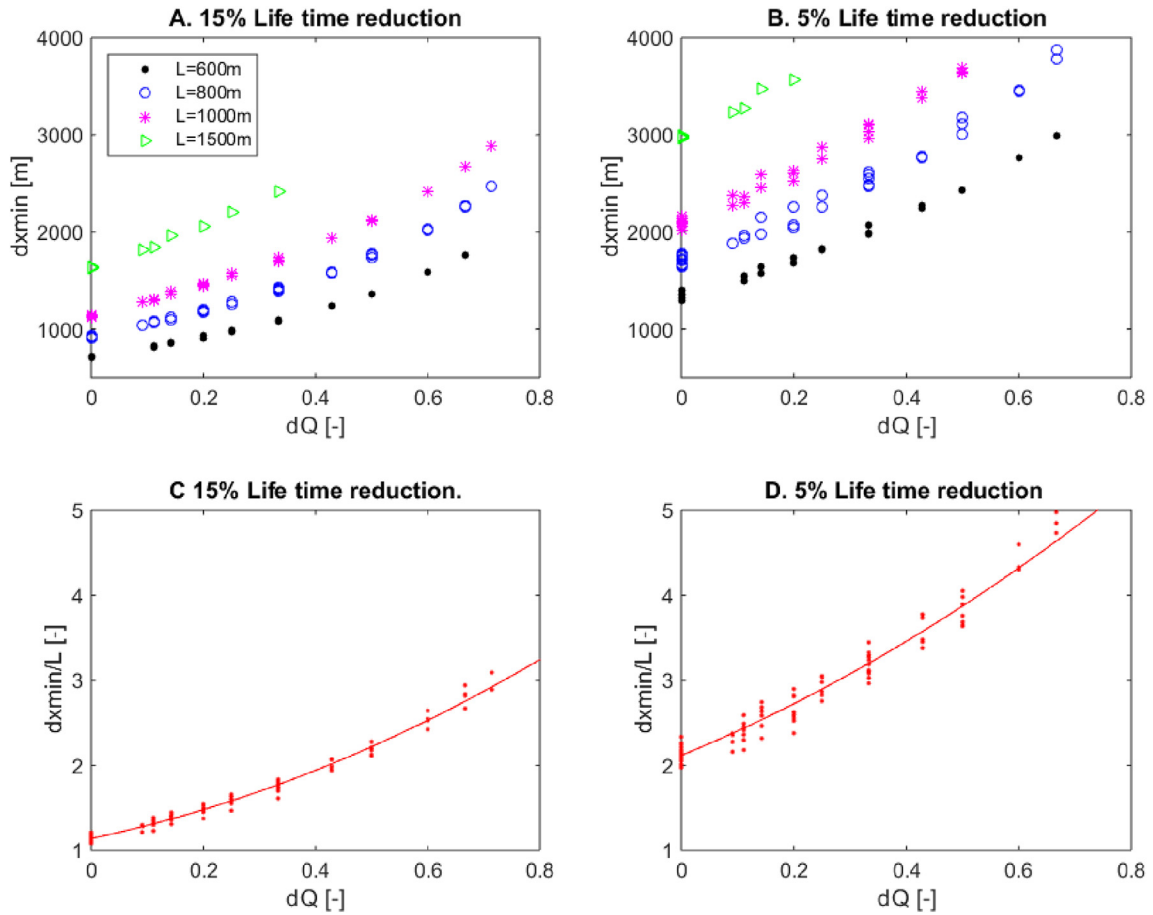 A. 15% Life time reduction
4000
3000
2000
1000
dxmin [m]
L=600m
L=800m
L=1000m
L=1500m
0
0.2
0.4
0.6
0.8
dQ [-]
B. 5% Life time reduction
4000
3000
2000
1000
dxmin [m]
0
0.2
0.4
0.6
0.8
dQ [-]
C 15% Life time reduction.
5
4
3
2
1
dxmin/L [-]
0
0.2
0.4
0.6
0.8
dQ [-]
D. 5% Life time reduction
5
4
3
2
1
dxmin/L [-]
0
0.2
0.4
0.6
0.8
dQ [-]